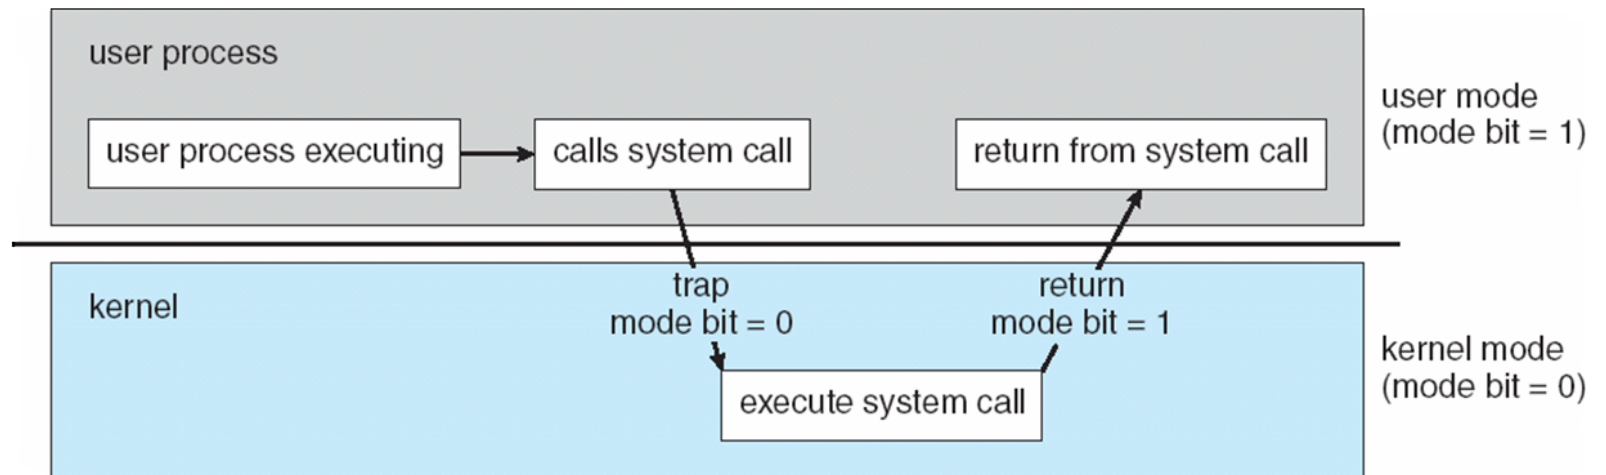 user process
user process executing
calls system call
return from system call
user mode
(mode bit = 1)
trap
mode bit = 0
return
mode bit = 1
kernel
execute system call
kernel mode
(mode bit = 0)